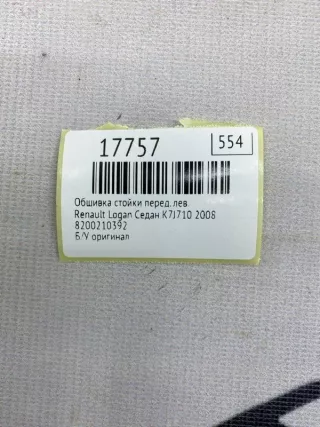 17757 554
Обшивка стойки перед.лев.
Renault Logan Седан K7J710 2008
8200210392
Б/У оригинал